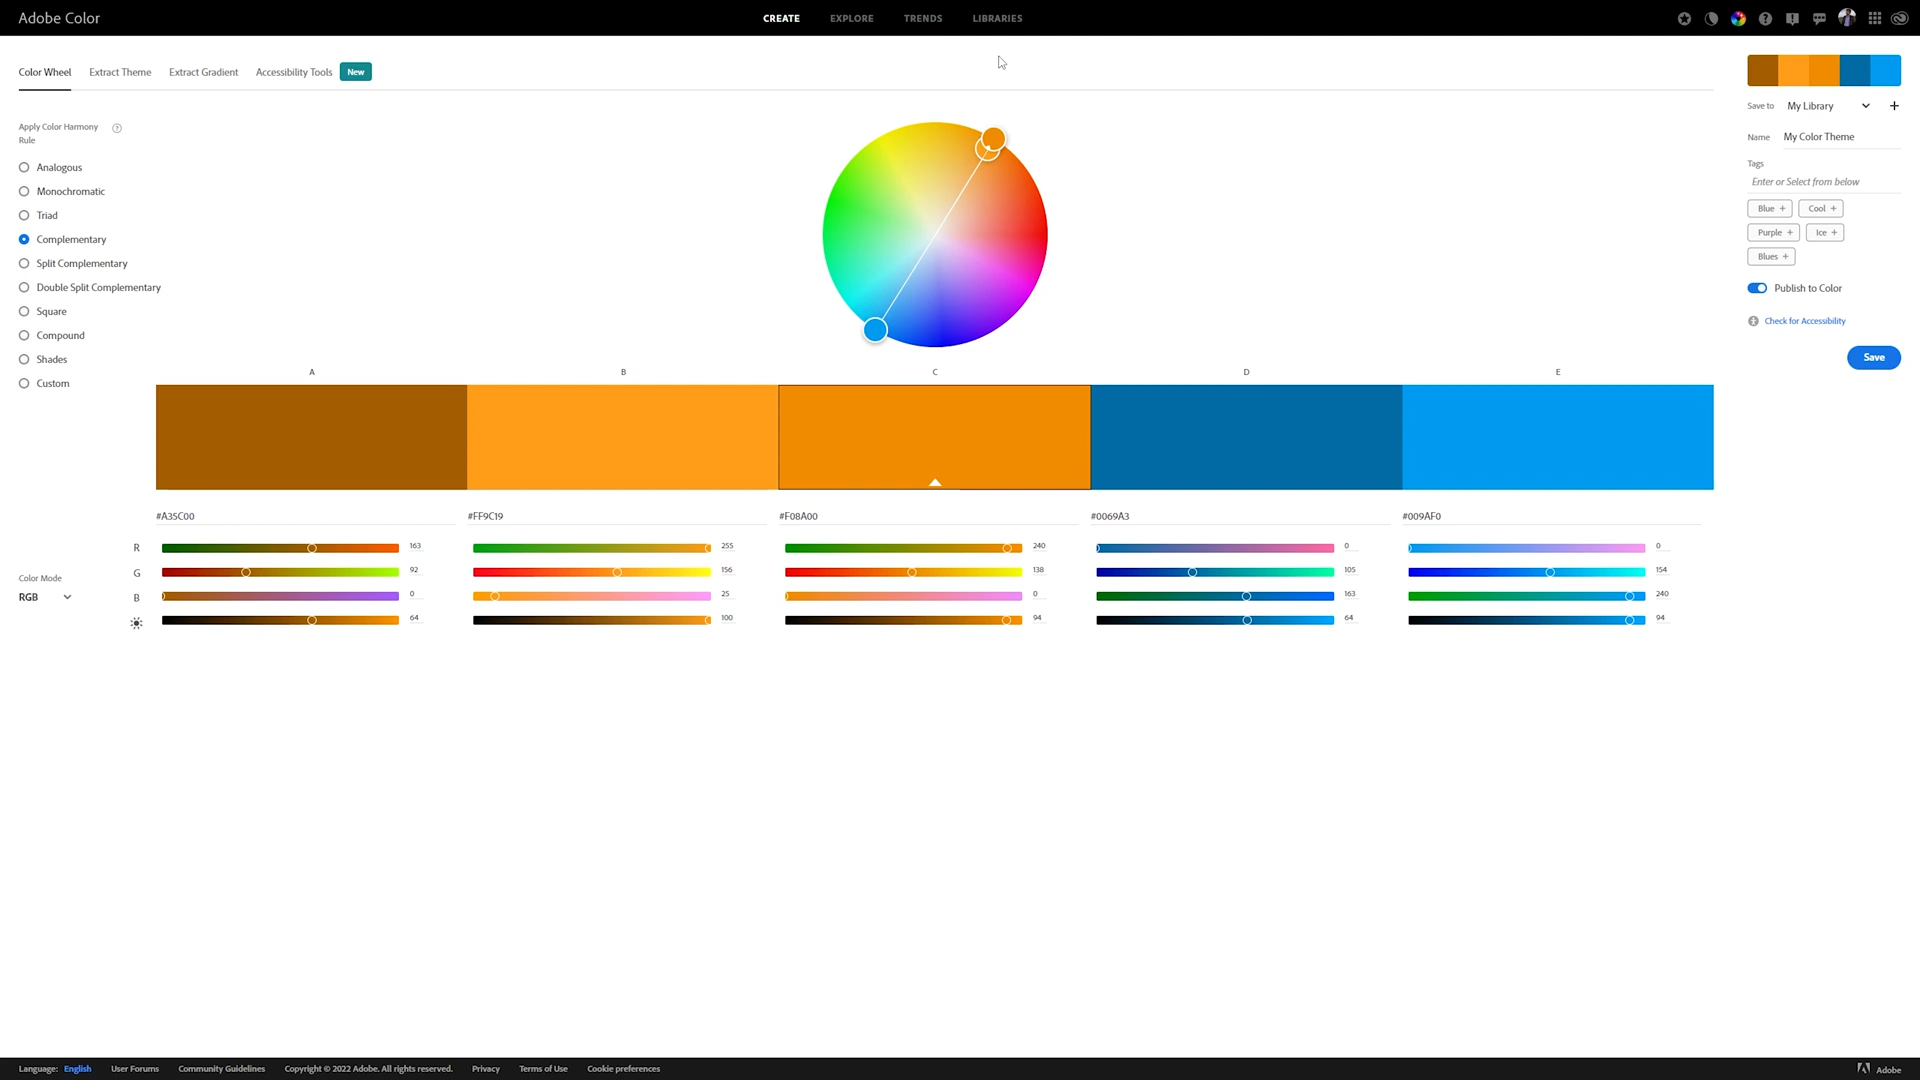 Adobe Color
CREATE EXPLORE TRENDS LIBRARIES
Color Wheel Extract Theme Extract Gradient Accessibility Tools New
Apply Color Harmony
Rule
Analogous
Monochromatic
Triad
Complementary
Split Complementary
Double Split Complementary
Square
Compound
Shades
Custom
Save to My Library
Name My Color Theme
Tags
Enter or Select from below
Blue + Cool +
Purple + Ice +
Blues +
Publish to Color
Check for Accessibility
Save
A B C D E
#A35C00 #FF9C19 #F08A00 #0069A3 #009AF0
R 163 255 240 0 0
G 92 156 138 105 154
B 0 25 0 163 240
64 100 94 64 94
Color Mode
RGB
Language: English User Forums Community Guidelines Copyright © 2022 Adobe. All rights reserved. Privacy Terms of Use Cookie preferences Adobe